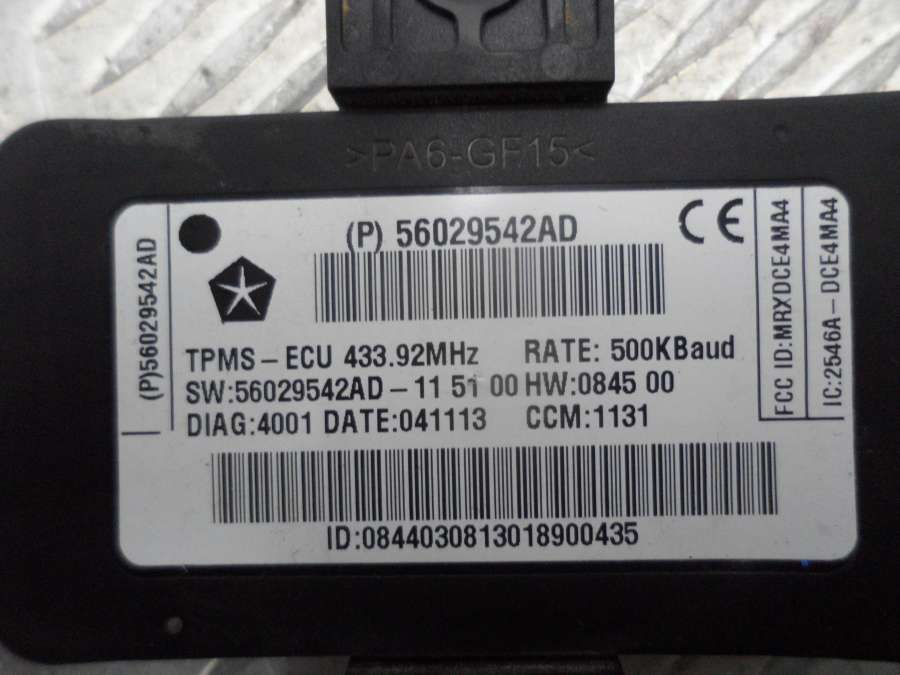 >PA6-GF15<
(P)56029542AD
(P) 56029542AD
CE
TPMS – ECU 433.92MHz RATE: 500KBaud
SW:56029542AD – 11 51 00 HW:0845 00
DIAG:4001 DATE:041113 CCM:1131
ID:0844030813018900435
FCC ID:MRXDCE4MA4
IC:2546A – DCE4MA4